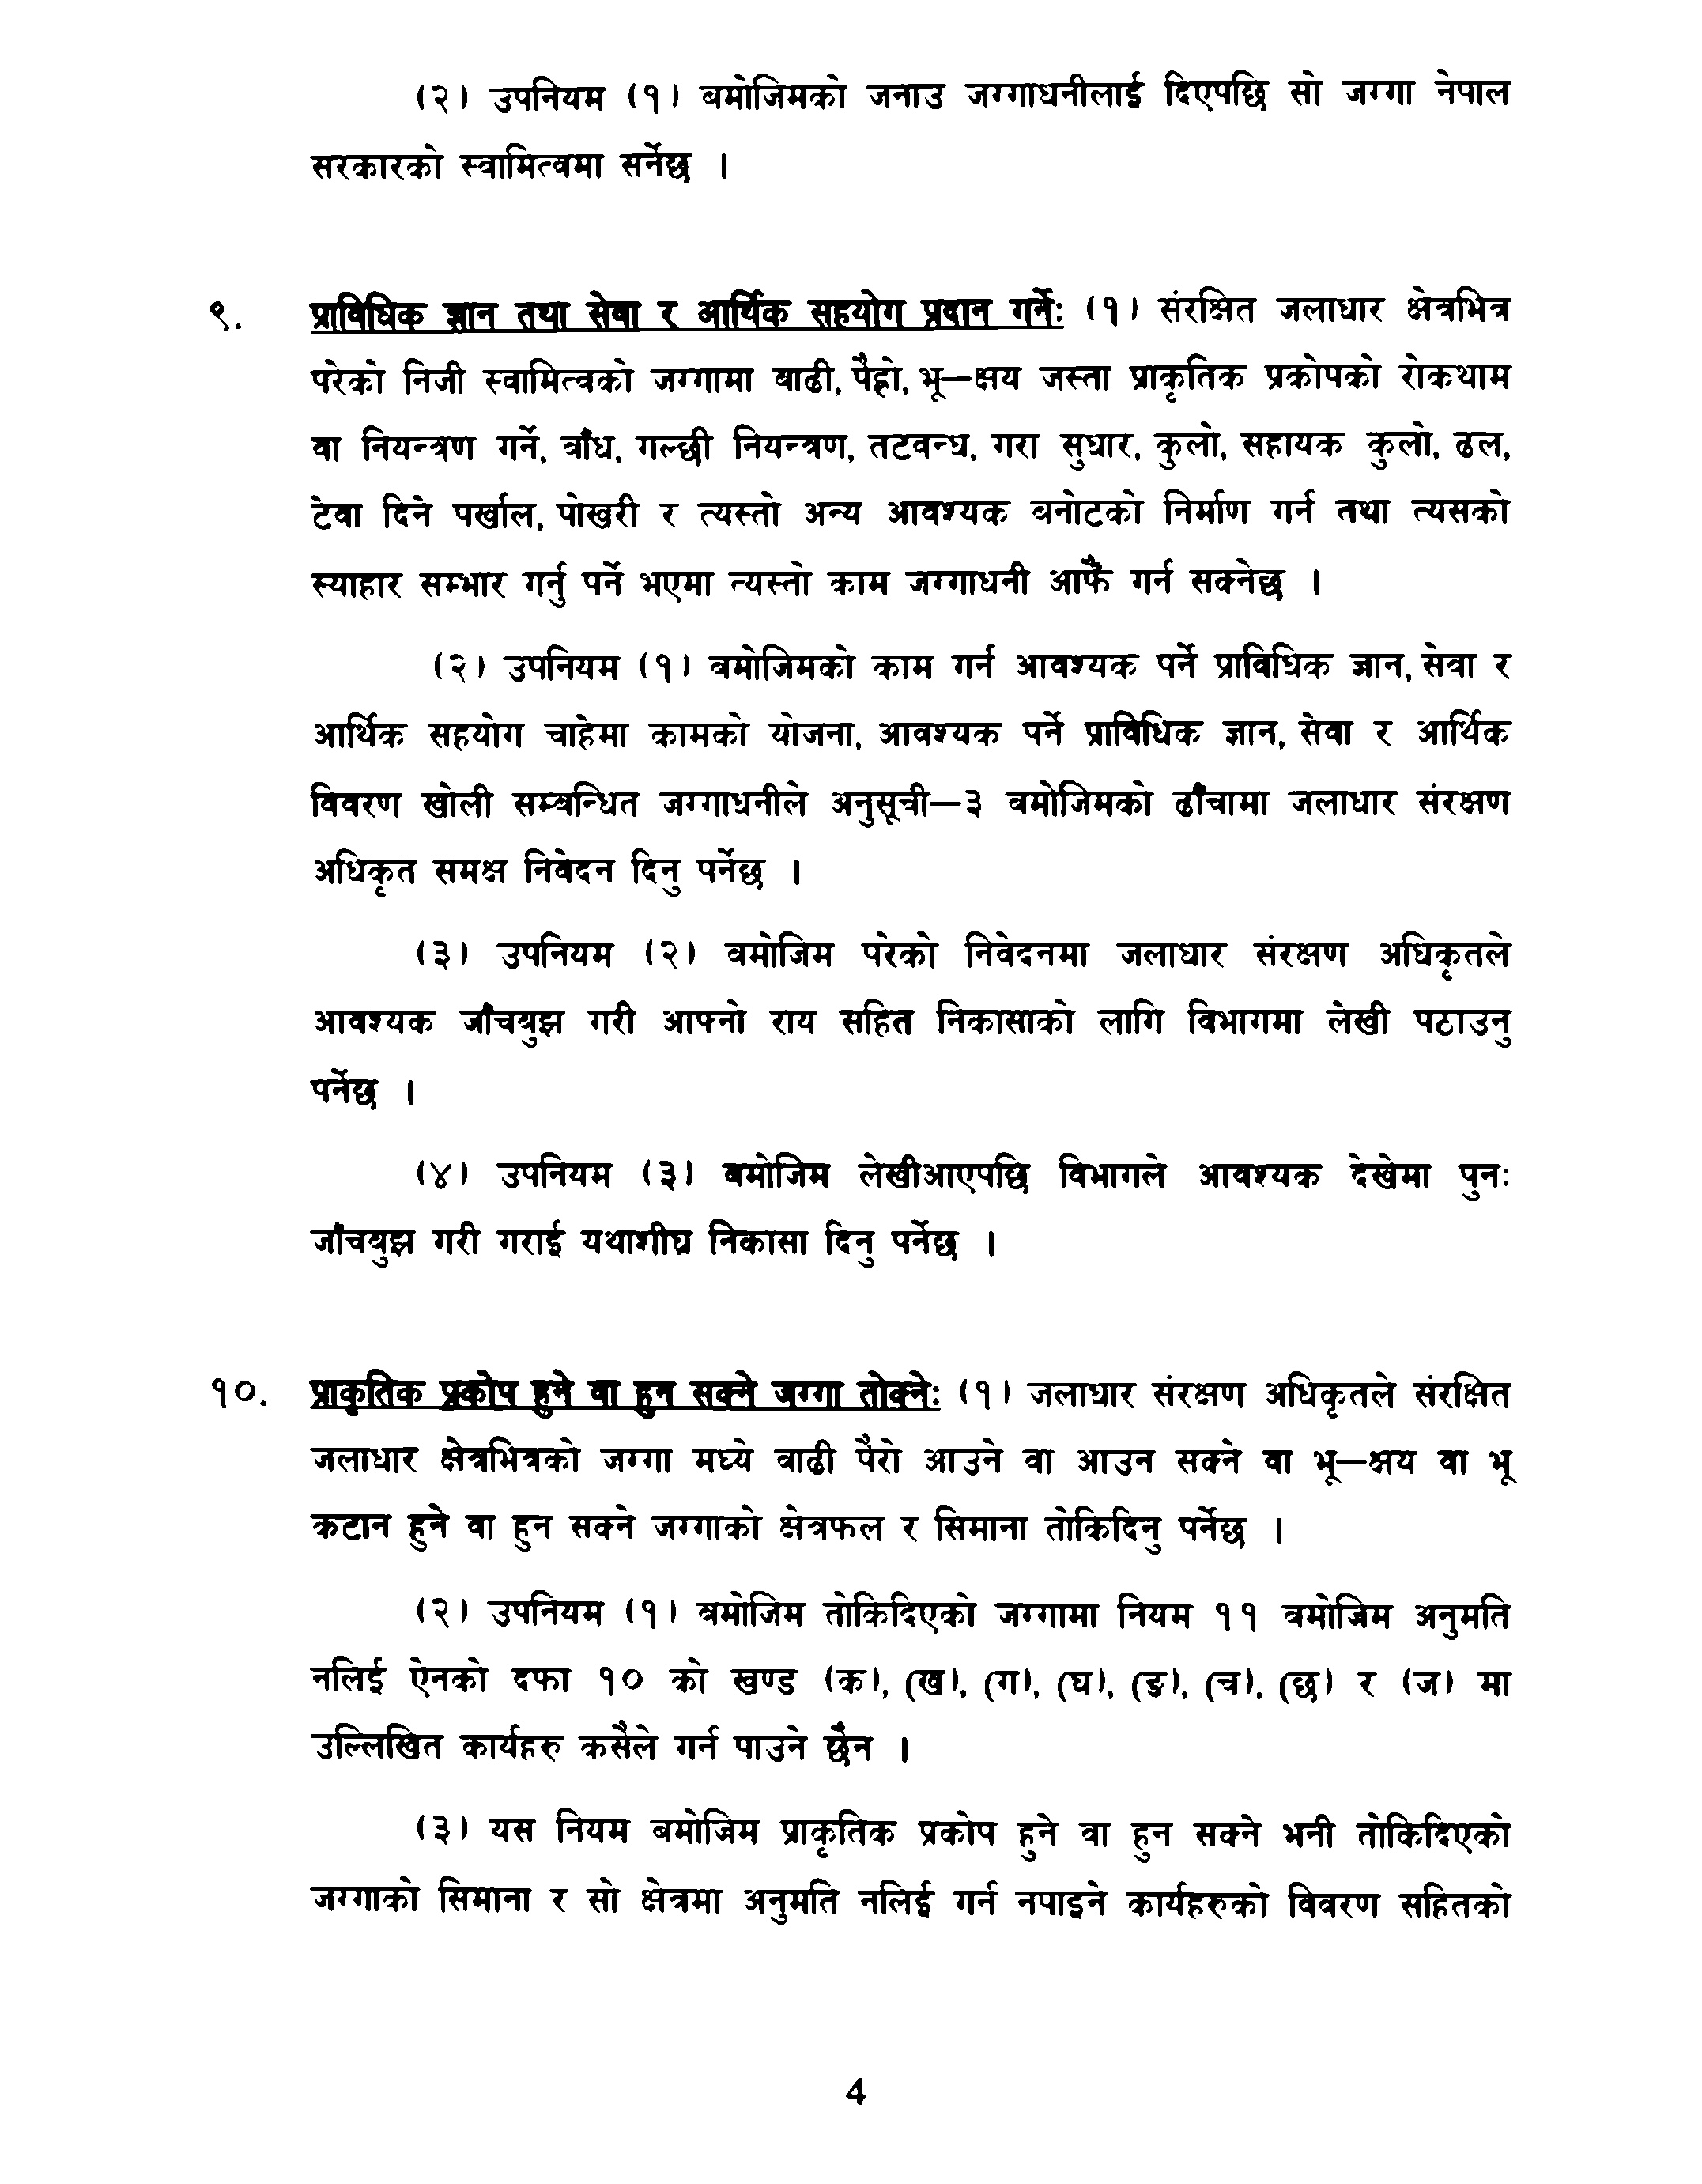 (२) उपनियम (१) बमोजिमको जनाउ जग्गाधनीलाई दिएपछि सो जग्गा नेपाल
सरकारको स्वामित्वमा सर्नेछ ।
९. प्राविधिक ज्ञान तथा सेवा र आर्थिक सहयोग प्रदान गर्नेः (१) संरक्षित जलाधार क्षेत्रभित्र
परेको निजी स्वामित्वको जग्गामा बाढी, पैह्रो, भू–क्षय जस्ता प्राकृतिक प्रकोपको रोकथाम
वा नियन्त्रण गर्ने, बाँध, गल्छी नियन्त्रण, तटबन्ध, गरा सुधार, कुलो, सहायक कुलो, ढल,
टेवा दिने पर्खाल, पोखरी र त्यस्तो अन्य आवश्यक बनोटको निर्माण गर्न तथा त्यसको
स्याहार सम्भार गर्नु पर्ने भएमा त्यस्तो काम जग्गाधनी आफैं गर्न सक्नेछ ।
(२) उपनियम (१) बमोजिमको काम गर्न आवश्यक पर्ने प्राविधिक ज्ञान, सेवा र
आर्थिक सहयोग चाहेमा कामको योजना, आवश्यक पर्ने प्राविधिक ज्ञान, सेवा र आर्थिक
विवरण खोली सम्बन्धित जग्गाधनीले अनुसूची–३ बमोजिमको ढाँचामा जलाधार संरक्षण
अधिकृत समक्ष निवेदन दिनु पर्नेछ ।
(३) उपनियम (२) बमोजिम परेको निवेदनमा जलाधार संरक्षण अधिकृतले
आवश्यक जाँचबुझ गरी आफ्नो राय सहित निकासाको लागि विभागमा लेखी पठाउनु
पर्नेछ ।
(४) उपनियम (३) बमोजिम लेखीआएपछि विभागले आवश्यक देखेमा पुनः
जाँचबुझ गरी गराई यथाशीघ्र निकासा दिनु पर्नेछ ।
१०. प्राकृतिक प्रकोप हुने वा हुन सक्ने जग्गा तोक्नेः (१) जलाधार संरक्षण अधिकृतले संरक्षित
जलाधार क्षेत्रभित्रको जग्गा मध्ये बाढी पैरो आउने वा आउन सक्ने वा भू–क्षय वा भू
कटान हुने वा हुन सक्ने जग्गाको क्षेत्रफल र सिमाना तोकिदिनु पर्नेछ ।
(२) उपनियम (१) बमोजिम तोकिदिएको जग्गामा नियम ११ बमोजिम अनुमति
नलिई ऐनको दफा १० को खण्ड (क), (ख), (ग), (घ), (ङ), (च), (छ) र (ज) मा
उल्लिखित कार्यहरु कसैले गर्न पाउने छैन ।
(३) यस नियम बमोजिम प्राकृतिक प्रकोप हुने वा हुन सक्ने भनी तोकिदिएको
जग्गाको सिमाना र सो क्षेत्रमा अनुमति नलिई गर्न नपाइने कार्यहरुको विवरण सहितको
4